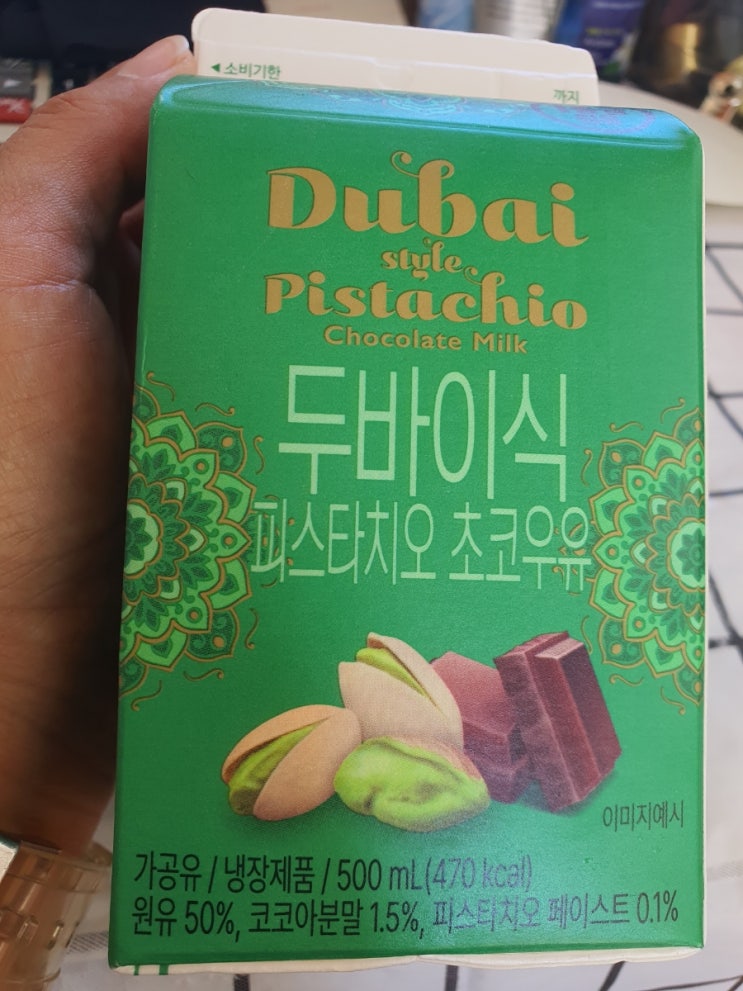 ◀소비기한
까지
Dubai
style
Pistachio
Chocolate Milk
두바이식
피스타치오 초코우유
이미지예시
가공유 / 냉장제품 / 500 mL(470 kcal)
원유 50%, 코코아분말 1.5%, 피스타치오 페이스트 0.1%